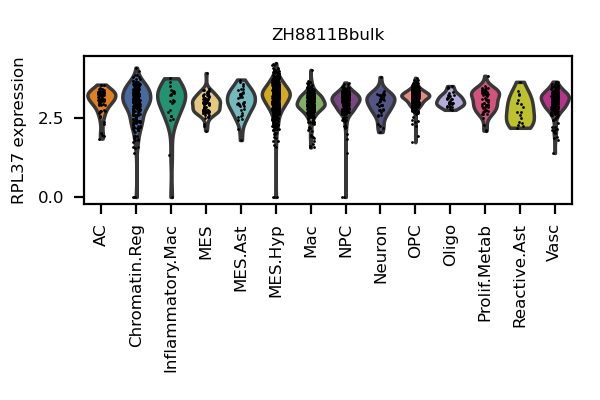 ZH8811Bbulk
RPL37 expression
2.5
0.0
AC
Chromatin.Reg
Inflammatory.Mac
MES
MES.Ast
MES.Hyp
Mac
NPC
Neuron
OPC
Oligo
Prolif.Metab
Reactive.Ast
Vasc